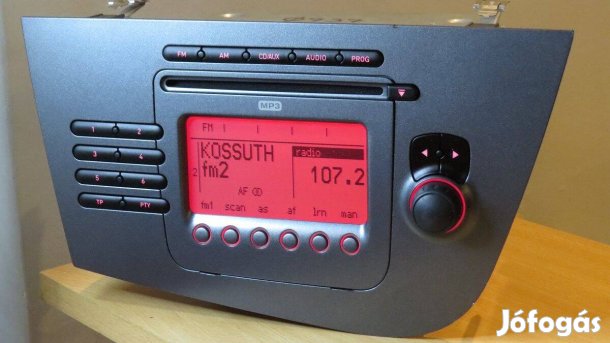 FM AM CD/AUX AUDIO PROG
MP3
1 2
3 4
5 6
TP PTY
FM
KOSSUTH
radio
2 fm2
107.2
AF
fm1 scan as af lrn man
Jófogás